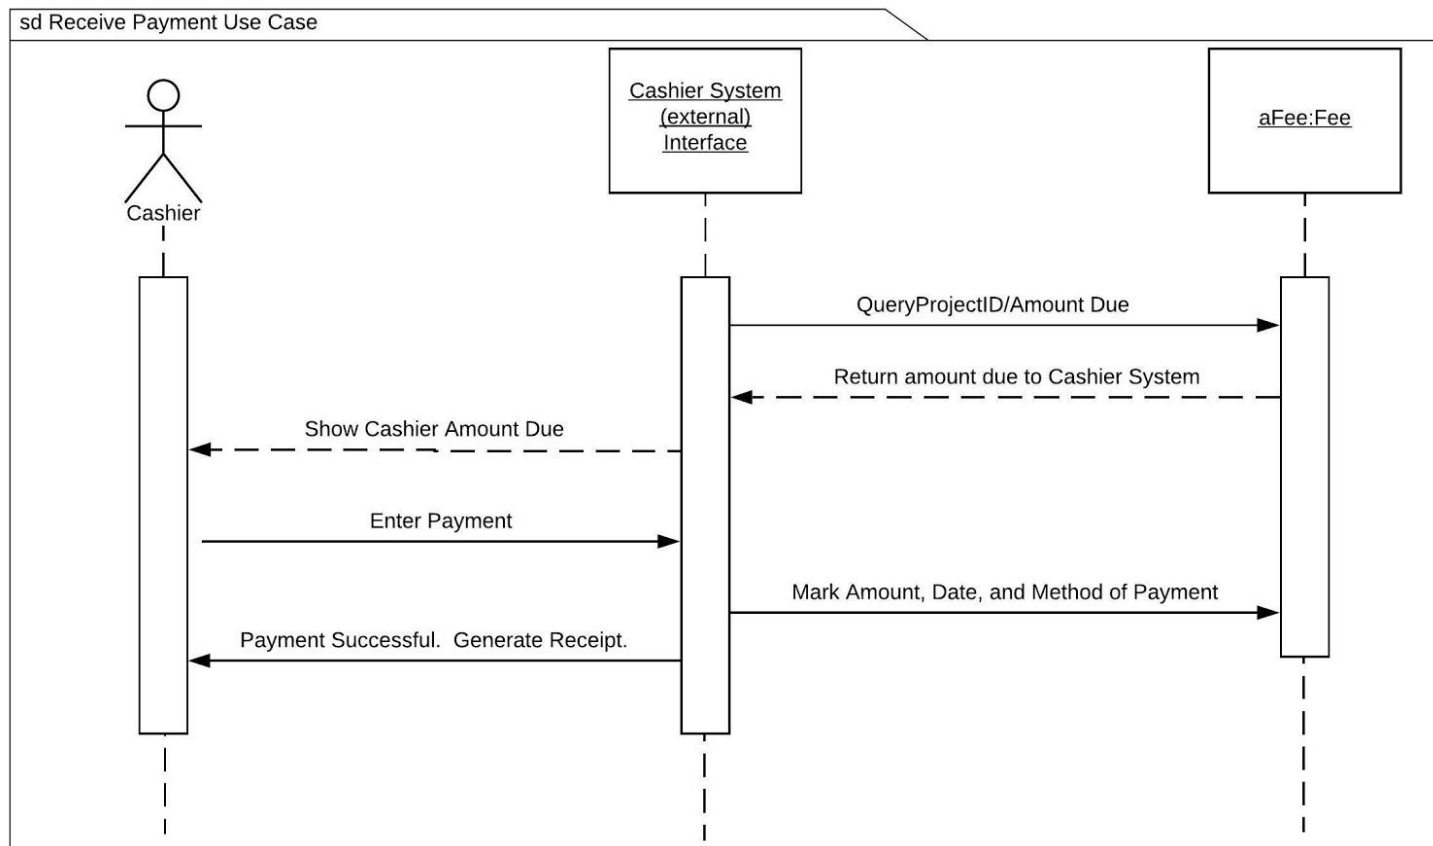 sd Receive Payment Use Case
Cashier System
(external)
Interface
aFee:Fee
Cashier
QueryProjectID/Amount Due
Return amount due to Cashier System
Show Cashier Amount Due
Enter Payment
Mark Amount, Date, and Method of Payment
Payment Successful.  Generate Receipt.